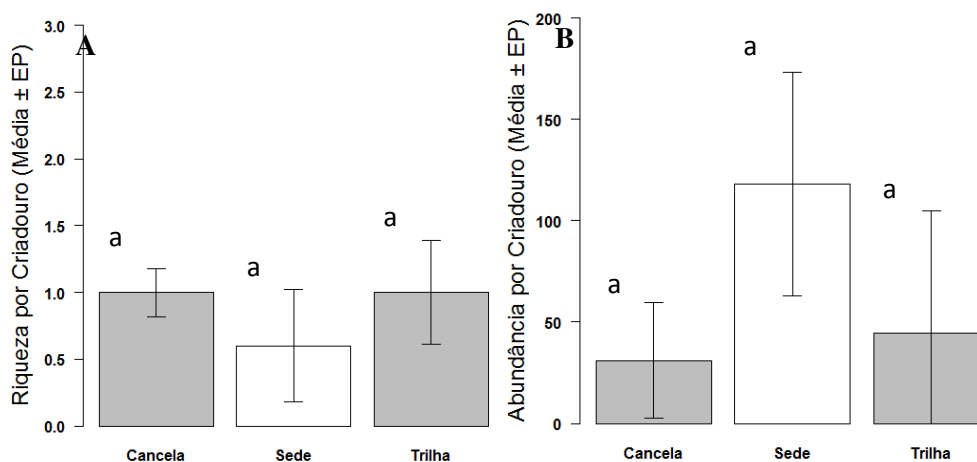 A
Riqueza por Criadouro (Média ± EP)
3.0
2.5
2.0
1.5
1.0
0.5
0.0
a
a
a
Cancela
Sede
Trilha
B
Abundância por Criadouro (Média ± EP)
200
150
100
50
0
a
a
a
Cancela
Sede
Trilha